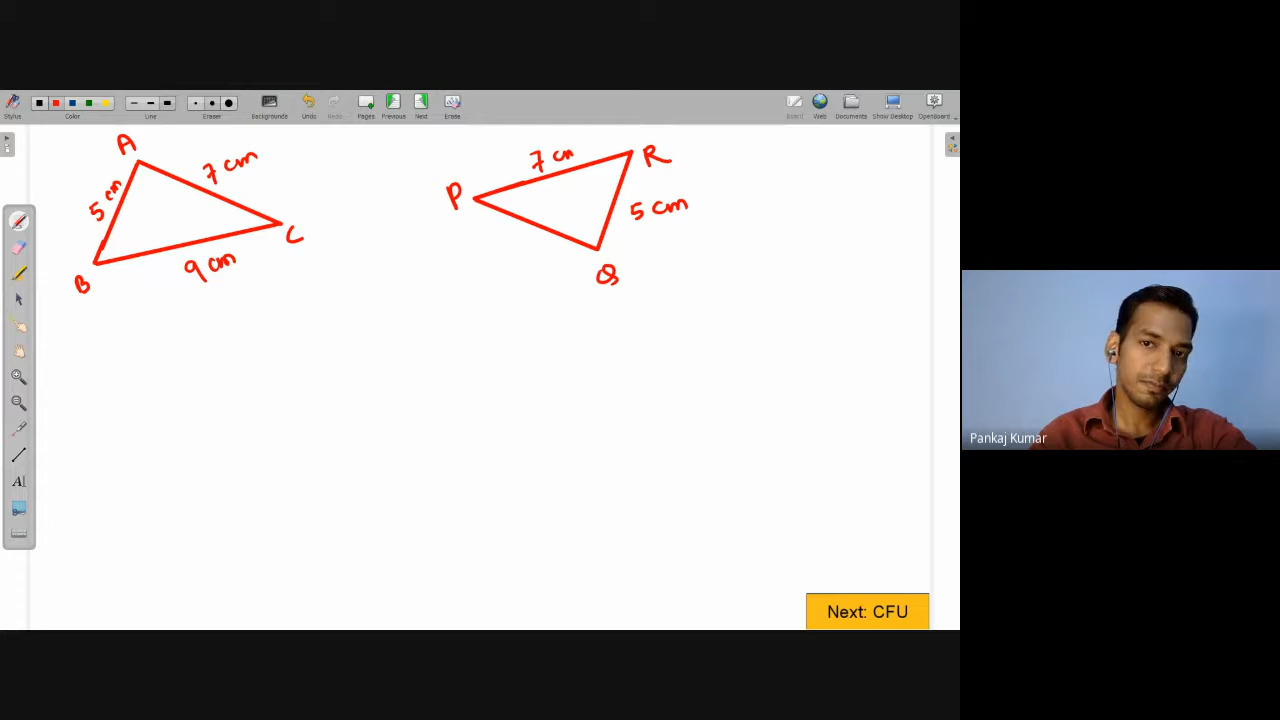 Stylus Color Line Eraser Backgrounds Undo Redo Pages Previous Next Erase Board Web Documents Show Desktop OpenBoard
A
7 cm
5 cm
B
C
9 cm
7 cm
R
P
5 cm
Q
Pankaj Kumar
Next: CFU